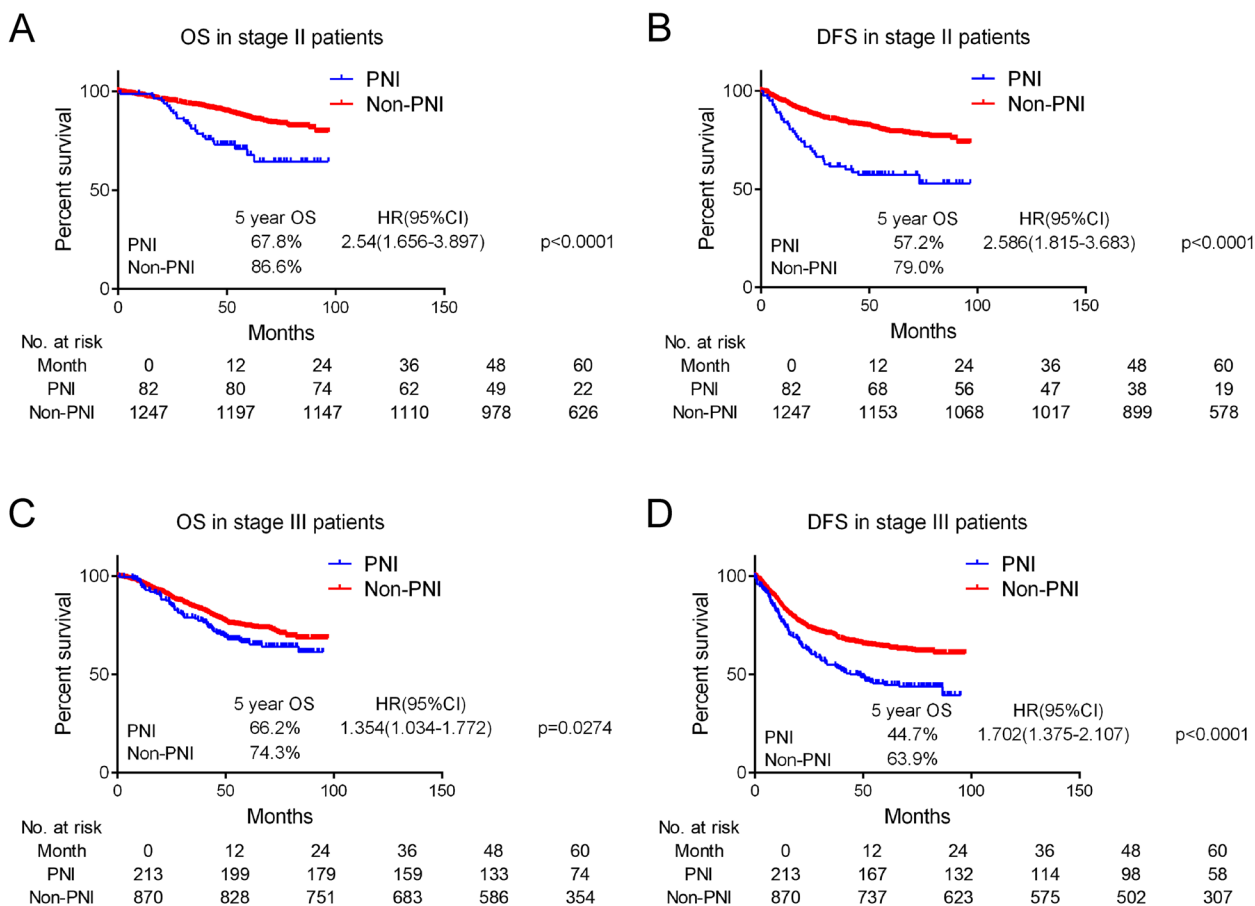 A
OS in stage II patients
PNI
Non-PNI
100
50
0
Percent survival
5 year OS HR(95%CI)
PNI 67.8% 2.54(1.656-3.897) p<0.0001
Non-PNI 86.6%
0 50 100 150
Months
No. at risk
Month 0 12 24 36 48 60
PNI 82 80 74 62 49 22
Non-PNI 1247 1197 1147 1110 978 626
B
DFS in stage II patients
PNI
Non-PNI
100
50
0
Percent survival
5 year OS HR(95%CI)
PNI 57.2% 2.586(1.815-3.683) p<0.0001
Non-PNI 79.0%
0 50 100 150
Months
No. at risk
Month 0 12 24 36 48 60
PNI 82 68 56 47 38 19
Non-PNI 1247 1153 1068 1017 899 578
C
OS in stage III patients
PNI
Non-PNI
100
50
0
Percent survival
5 year OS HR(95%CI)
PNI 66.2% 1.354(1.034-1.772) p=0.0274
Non-PNI 74.3%
0 50 100 150
Months
No. at risk
Month 0 12 24 36 48 60
PNI 213 199 179 159 133 74
Non-PNI 870 828 751 683 586 354
D
DFS in stage III patients
PNI
Non-PNI
100
50
0
Percent survival
5 year OS HR(95%CI)
PNI 44.7% 1.702(1.375-2.107) p<0.0001
Non-PNI 63.9%
0 50 100 150
Months
No. at risk
Month 0 12 24 36 48 60
PNI 213 167 132 114 98 58
Non-PNI 870 737 623 575 502 307